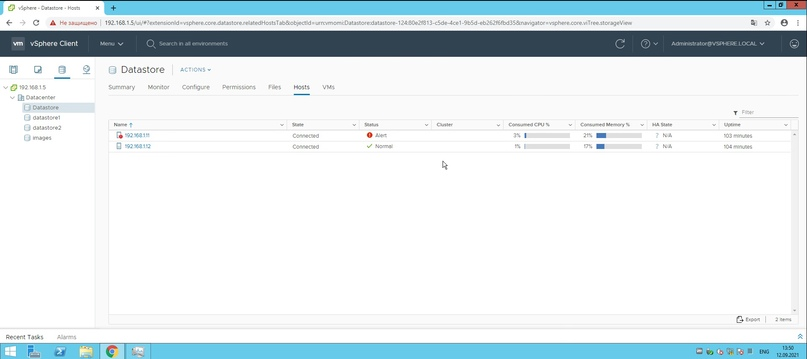 vSphere - Datastore - Hosts
Не защищено 192.168.1.5/ui/#?extensionId=vsphere.core.datastore.relatedHostsTab&objectId=urn:vmomi:Datastore:datastore-124:80e2f813-c5de-4ce1-9b5d-eb262f6fbd35&navigator=vsphere.core.viTree.storageView
vm vSphere Client Menu Search in all environments Administrator@VSPHERE.LOCAL
192.168.1.5
Datacenter
Datastore
datastore1
datastore2
images
Datastore ACTIONS
Summary Monitor Configure Permissions Files Hosts VMs
Filter
Name State Status Cluster Consumed CPU % Consumed Memory % HA State Uptime
192.168.1.11 Connected Alert 3% 21% ? N/A 103 minutes
192.168.1.12 Connected Normal 1% 17% ? N/A 104 minutes
Export 2 items
Recent Tasks Alarms
ENG 13:50
12.09.2021